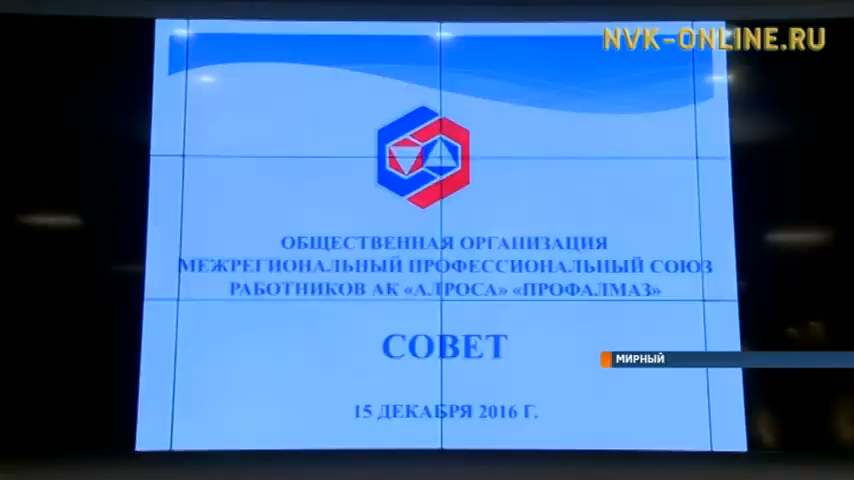 NVK-ONLINE.RU
ОБЩЕСТВЕННАЯ ОРГАНИЗАЦИЯ
МЕЖРЕГИОНАЛЬНЫЙ ПРОФЕССИОНАЛЬНЫЙ СОЮЗ
РАБОТНИКОВ АК «АЛРОСА» «ПРОФАЛМАЗ»
СОВЕТ
МИРНЫЙ
15 ДЕКАБРЯ 2016 Г.